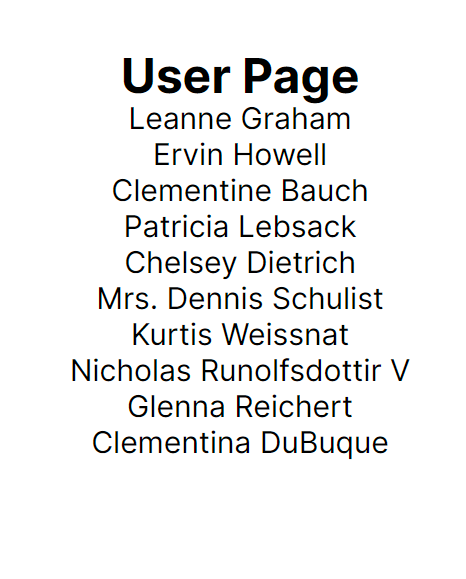 User Page
Leanne Graham
Ervin Howell
Clementine Bauch
Patricia Lebsack
Chelsey Dietrich
Mrs. Dennis Schulist
Kurtis Weissnat
Nicholas Runolfsdottir V
Glenna Reichert
Clementina DuBuque